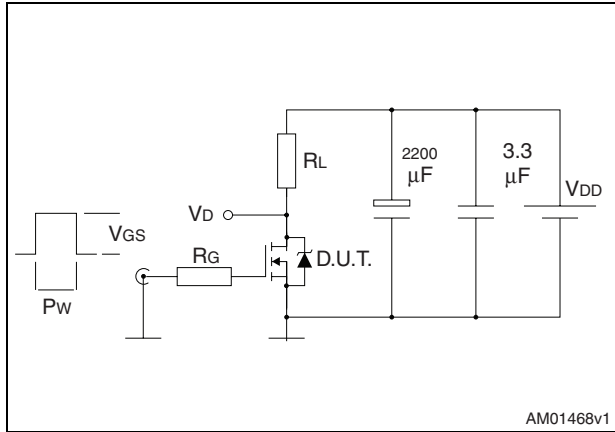 RL
2200
μF
3.3
μF
VDD
VD
VGS
RG
D.U.T.
PW
AM01468v1